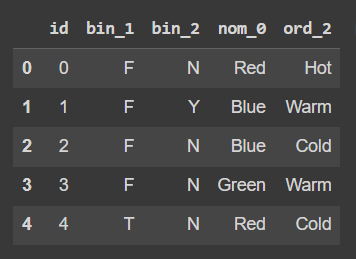 id bin_1 bin_2 nom_0 ord_2
0 0 F N Red Hot
1 1 F Y Blue Warm
2 2 F N Blue Cold
3 3 F N Green Warm
4 4 T N Red Cold